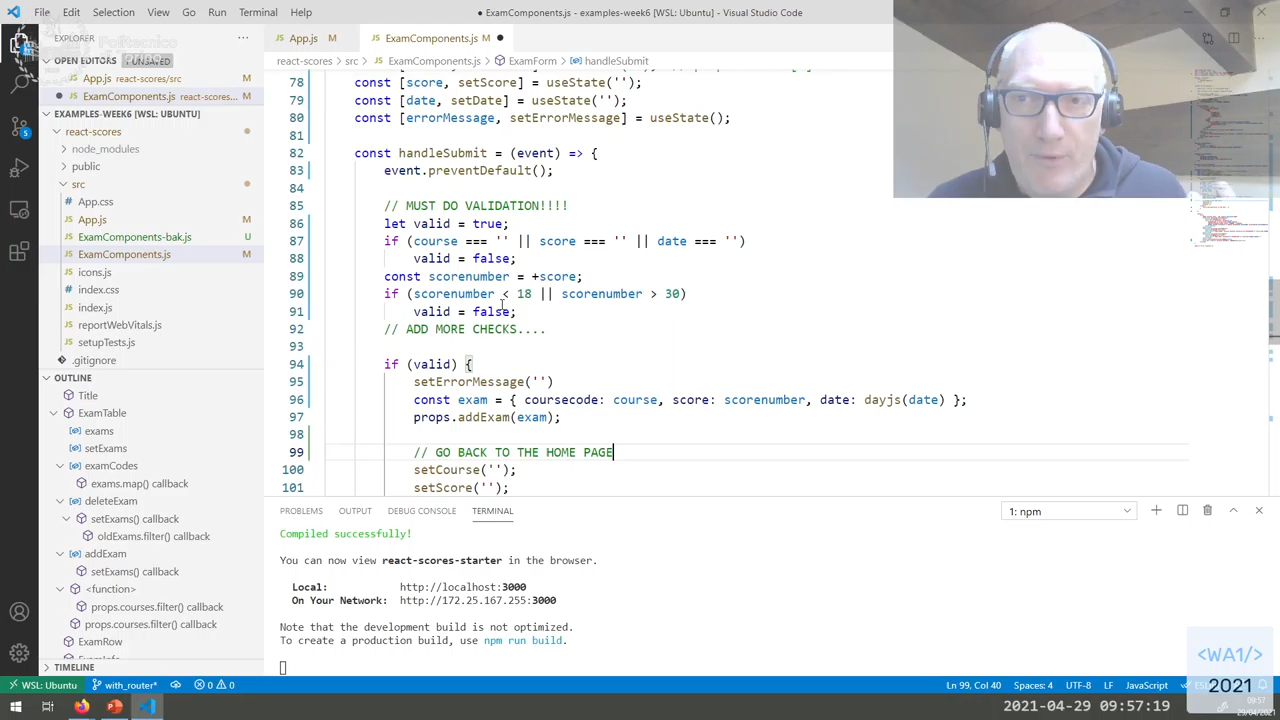 File Edit Selection View Go Run Terminal Help
ExamComponents.js - examples-week6 [WSL: Ubuntu] - Visual Studio Code
EXPLORER
Politecnico
OPEN EDITORS 1 UNSAVED
App.js react-scores/src M
ExamComponents.js react-scores... M
EXAMPLES-WEEK6 [WSL: UBUNTU]
react-scores
node_modules
public
src
App.css
App.js M
ExamComponents-bak.js U
ExamComponents.js M
icons.js
index.css
index.js
reportWebVitals.js
setupTests.js
.gitignore
OUTLINE
Title
ExamTable
exams
setExams
examCodes
exams.map() callback
deleteExam
setExams() callback
oldExams.filter() callback
addExam
setExams() callback
<function>
props.courses.filter() callback
props.courses.filter() callback
ExamRow
TIMELINE
App.js M
ExamComponents.js M
react-scores > src > ExamComponents.js > ExamForm > handleSubmit
78 const [score, setScore] = useState('');
79 const [date, setDate] = useState('');
80 const [errorMessage, setErrorMessage] = useState();
81
82 const handleSubmit = (event) => {
83 event.preventDefault();
84
85 // MUST DO VALIDATION!!!!
86 let valid = true;
87 if (course === '' || score === '' || date === '')
88 valid = false;
89 const scorenumber = +score;
90 if (scorenumber < 18 || scorenumber > 30)
91 valid = false;
92 // ADD MORE CHECKS....
93
94 if (valid) {
95 setErrorMessage('')
96 const exam = { coursecode: course, score: scorenumber, date: dayjs(date) };
97 props.addExam(exam);
98
99 // GO BACK TO THE HOME PAGE
100 setCourse('');
101 setScore('');
PROBLEMS OUTPUT DEBUG CONSOLE TERMINAL
1: npm
Compiled successfully!
You can now view react-scores-starter in the browser.
Local: http://localhost:3000
On Your Network: http://172.25.167.255:3000
Note that the development build is not optimized.
To create a production build, use npm run build.
<WA1/>
2021
WSL: Ubuntu with_router* 0 0
Ln 99, Col 40 Spaces: 4 UTF-8 LF JavaScript
2021-04-29 09:57:19
09:57
29/04/2021